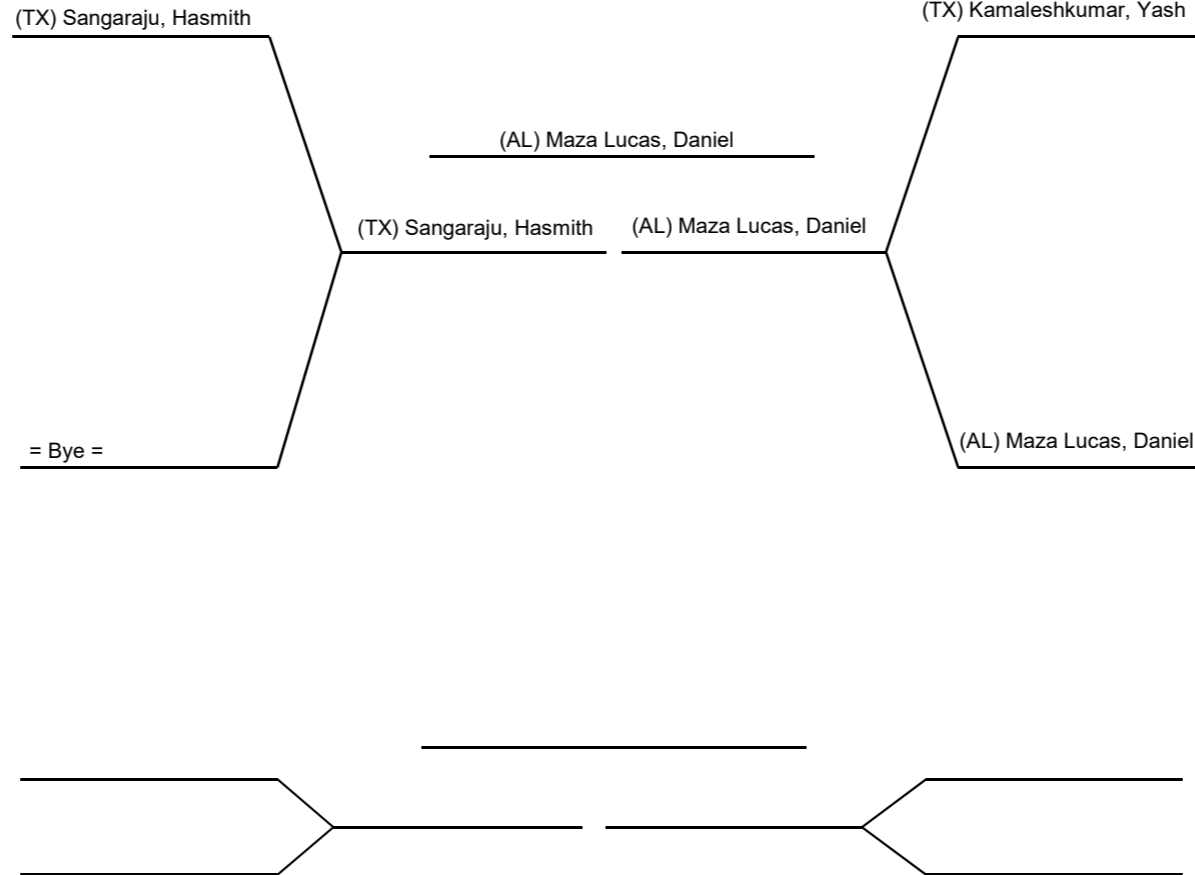 (TX) Sangaraju, Hasmith
(TX) Kamaleshkumar, Yash
(AL) Maza Lucas, Daniel
(TX) Sangaraju, Hasmith
(AL) Maza Lucas, Daniel
= Bye =
(AL) Maza Lucas, Daniel